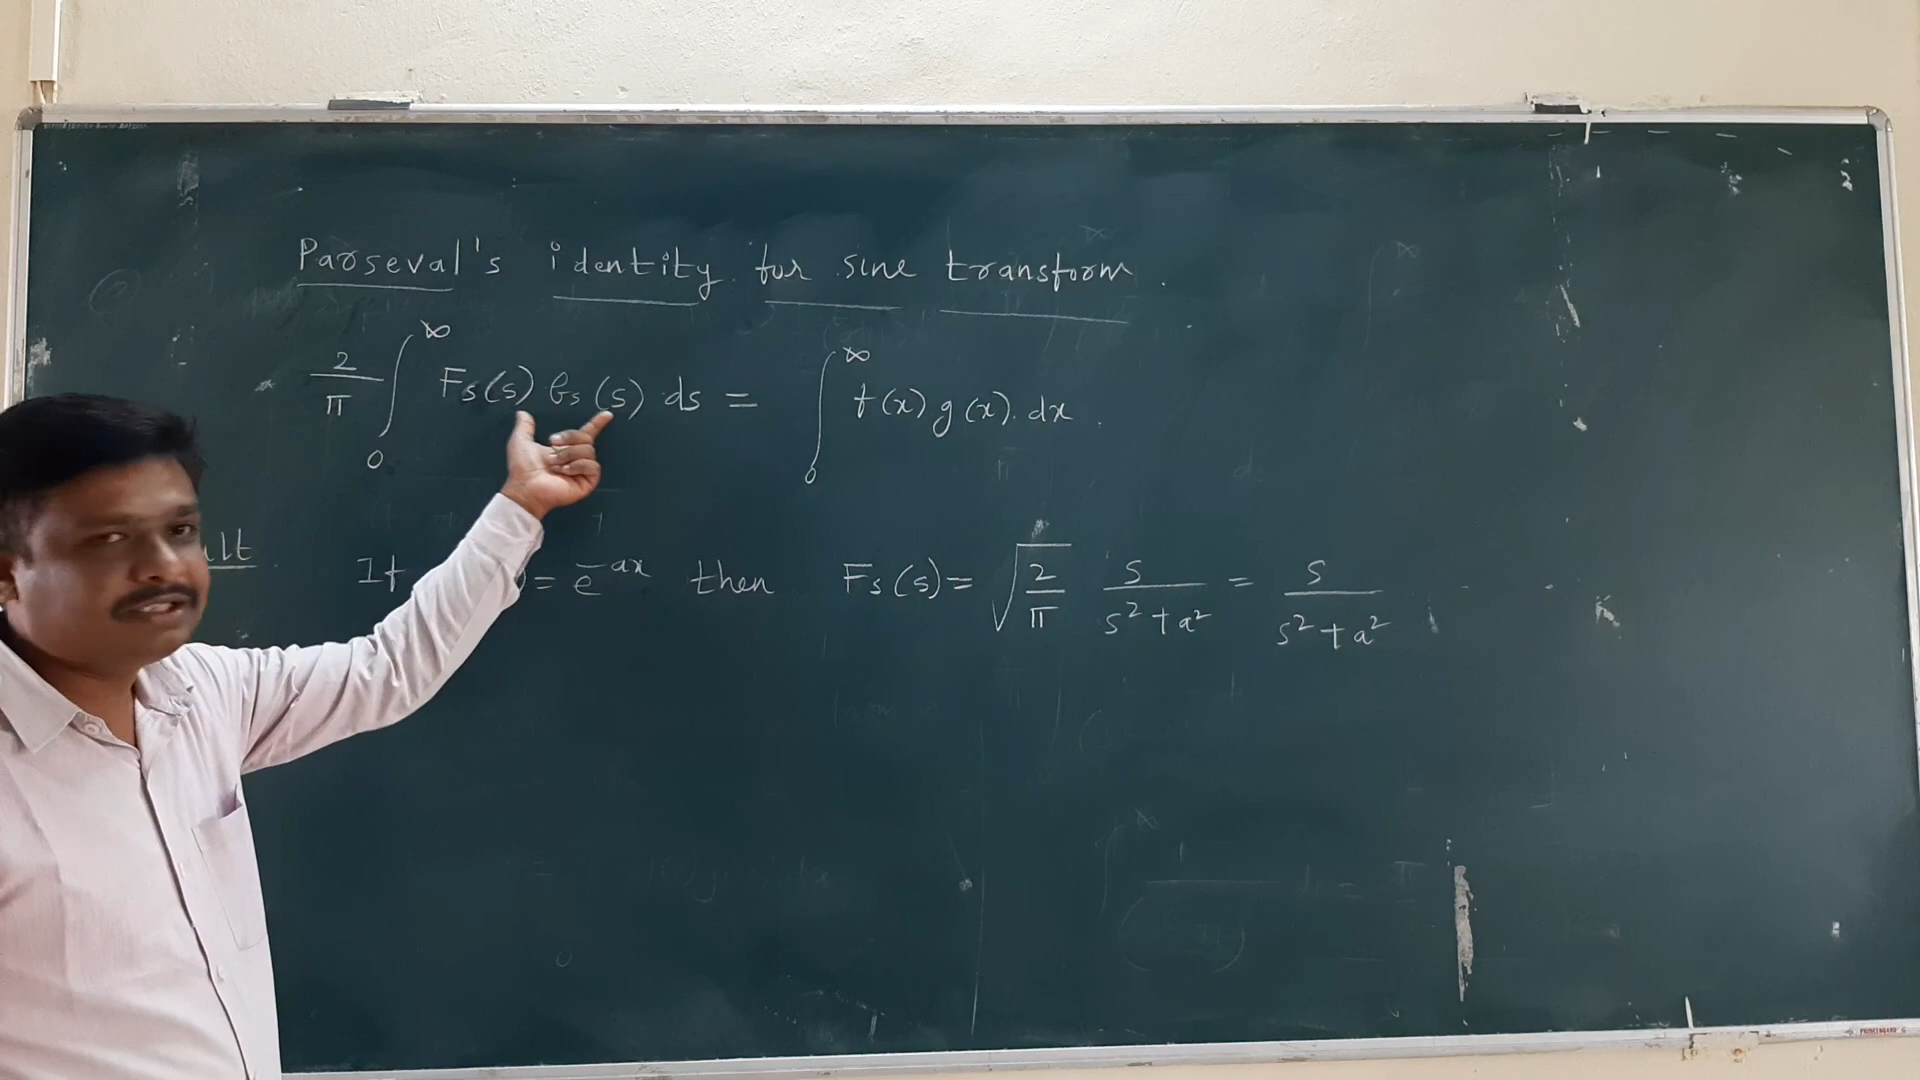 Parseval's identity for sine transform.
2/π ∫₀^∞ Fs(s) Gs(s) ds = ∫₀^∞ f(x) g(x). dx.
If = e^-ax then Fs(s) = √(2/π) s/(s²+a²) = s/(s²+a²)